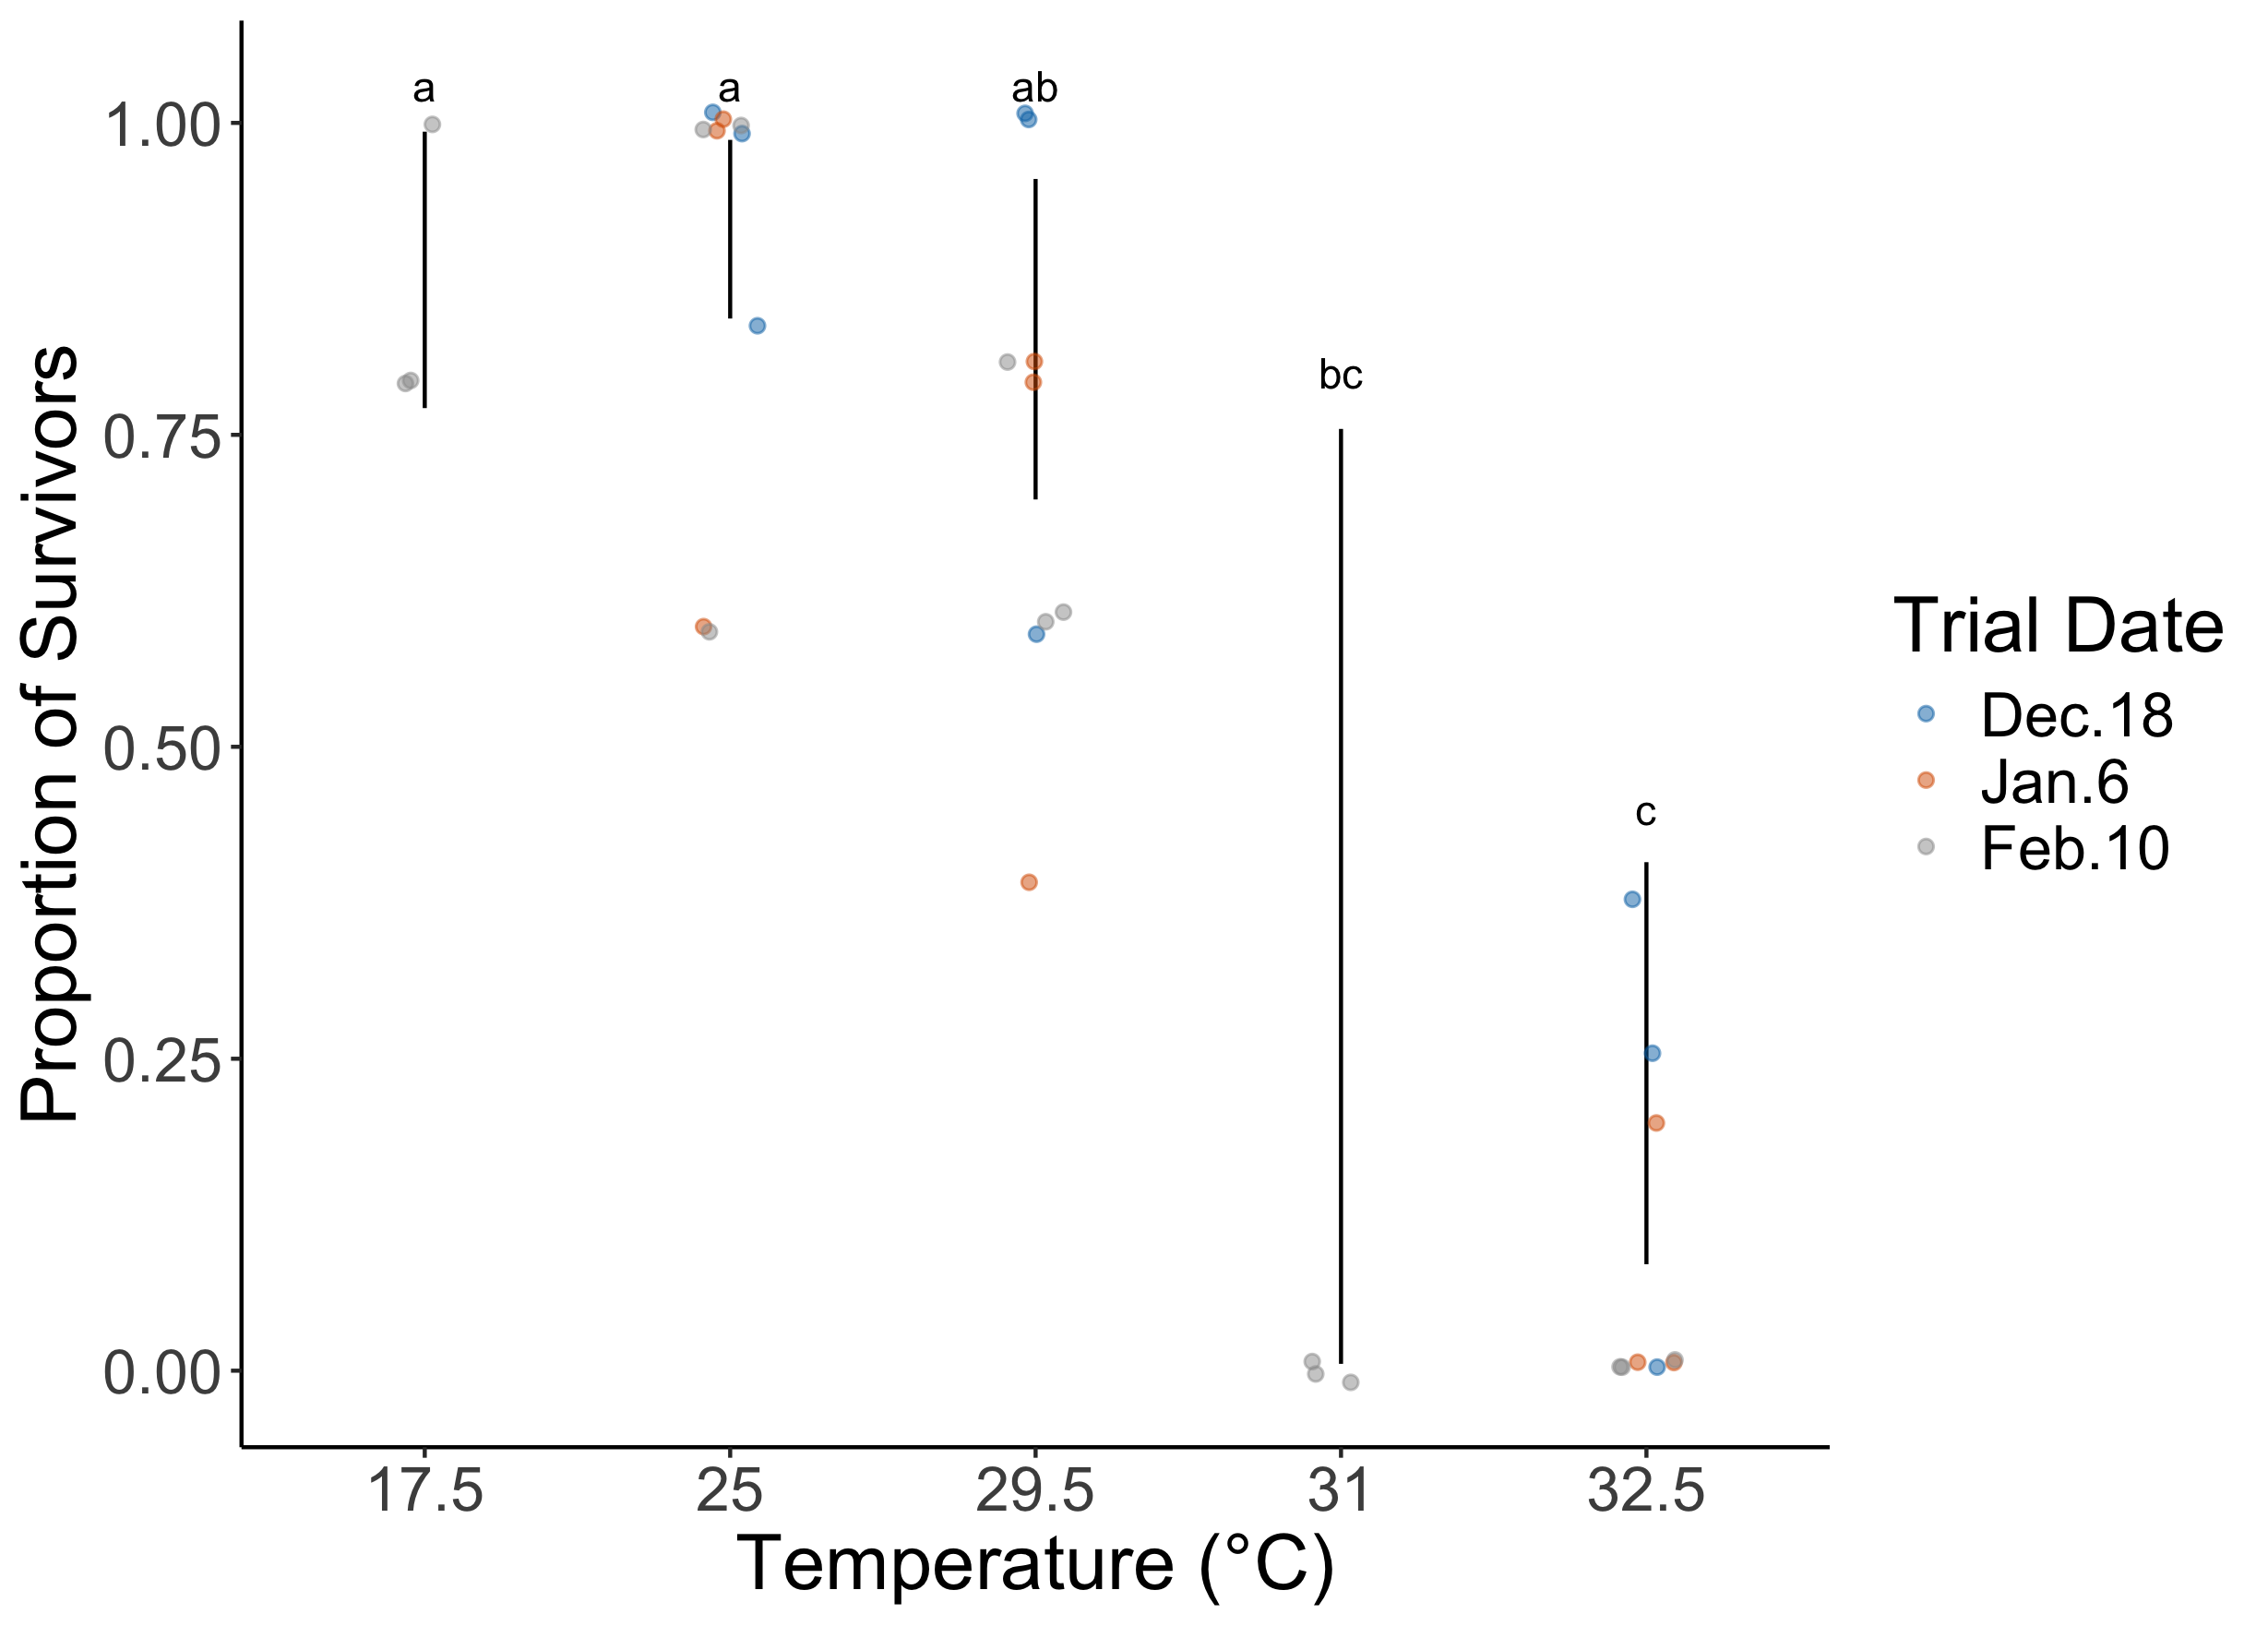 a
a
ab
bc
c
1.00
0.75
0.50
0.25
0.00
Proportion of Survivors
17.5
25
29.5
31
32.5
Temperature (°C)
Trial Date
Dec.18
Jan.6
Feb.10